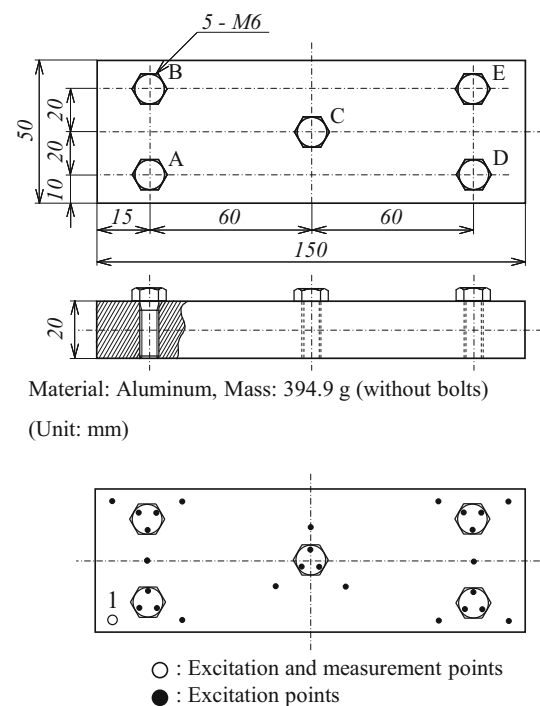 5 - M6
B
E
C
A
D
50
20
20
10
15
60
60
150
20
Material: Aluminum, Mass: 394.9 g (without bolts)
(Unit: mm)
1
: Excitation and measurement points
: Excitation points